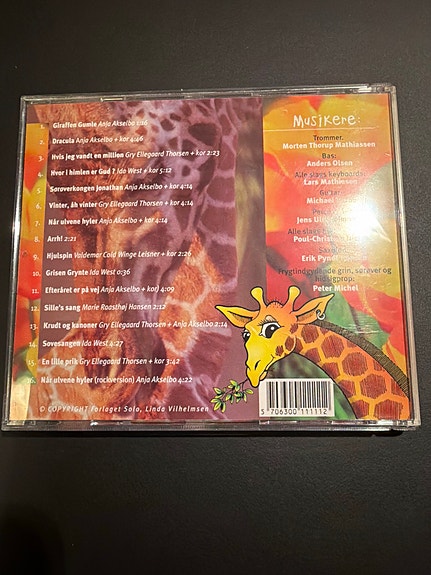 1. Giraffen Gumle Anja Akselbo 1:16
2. Dracula Anja Akselbo + kor 4:46
3. Hvis jeg vandt en million Gry Ellegaard Thorsen + kor 2:23
4. Hvor i himlen er Gud ? Ida West + kor 5:12
5. Sørøverkongen Jonathan Anja Akselbo + kor 4:14
6. Vinter, åh vinter Gry Ellegaard Thorsen + kor 4:14
7. Når ulvene hyler Anja Akselbo + kor 4:14
8. Arrh! 2:21
9. Hjulspin Valdemar Cold Winge Leisner + kor 2:26
10. Grisen Grynte Ida West 0:36
11. Efteråret er på vej Anja Akselbo 4:09
12. Sille's sang Marie Raasthøj Hansen 2:12
13. Krudt og kanoner Gry Ellegaard Thorsen + Anja Akselbo 2:14
14. Sovesangen Ida West 4:27
15. En lille prik Gry Ellegaard Thorsen + kor 3:42
16. Når ulvene hyler (rockversion) Anja Akselbo 4:22
© COPYRIGHT Forlaget Solo, Linda Vilhelmsen
Musikere:
Trommer.
Morten Thorup Mathiassen
Bas:
Anders Olsen
Alle slags keyboards:
Lars Mathiesen
Michael
Jens
Alle slags
Poul-Christian
Erik Pynd
Frygtindgydende grin, sørøver og
Peter Michel
5 706300 111112